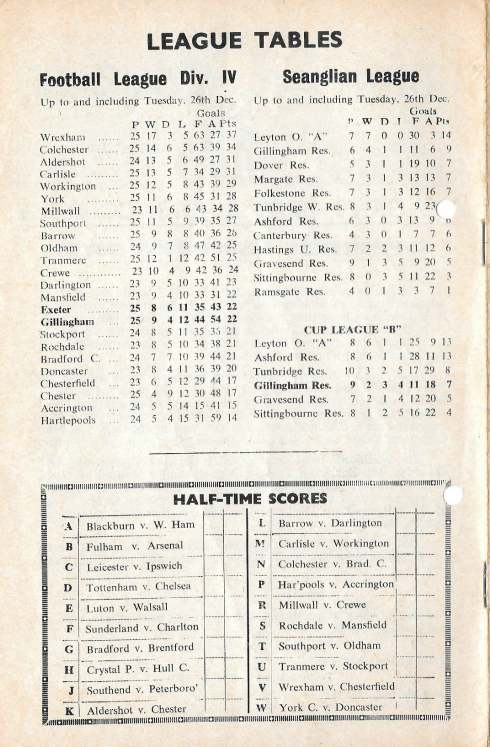 LEAGUE TABLES
Football League Div. IV
Up to and including Tuesday, 26th Dec.
Goals
P W D L F A Pts
Wrexham ...... 25 17 3 5 63 27 37
Colchester ...... 25 14 6 5 63 39 34
Aldershot ...... 24 13 5 6 49 27 31
Carlisle ......... 25 13 5 7 34 29 31
Workington ... 25 12 5 8 43 39 29
York ......... 25 11 6 8 45 31 28
Millwall ......... 23 11 6 6 43 34 28
Southport ...... 25 11 5 9 39 35 27
Barrow ......... 25 9 8 8 40 36 26
Oldham ......... 24 9 7 8 47 42 25
Tranmere ...... 25 12 1 12 42 51 25
Crewe ............ 23 10 4 9 42 36 24
Darlington ...... 23 9 5 10 33 41 23
Mansfield ...... 23 9 4 10 33 31 22
Exeter ......... 25 8 6 11 35 43 22
Gillingham ... 25 9 4 12 44 54 22
Stockport ...... 24 8 5 11 35 35 21
Rochdale ...... 23 8 5 10 34 38 21
Bradford C. ... 24 7 7 10 39 44 21
Doncaster ...... 23 8 4 11 36 39 20
Chesterfield ... 23 6 5 12 29 44 17
Chester ......... 25 4 9 12 30 48 17
Accrington ... 24 5 5 14 15 41 15
Hartlepools ... 24 5 4 15 31 59 14
Seanglian League
Up to and including Tuesday, 26th Dec.
Goals
P W D L F A Pts
Leyton O. "A" 7 7 0 0 30 3 14
Gillingham Res. 6 4 1 1 11 6 9
Dover Res. 5 3 1 1 19 10 7
Margate Res. 7 3 1 3 13 13 7
Folkestone Res. 7 3 1 3 12 16 7
Tunbridge W. Res. 8 3 1 4 9 23
Ashford Res. 6 3 0 3 13 9 6
Canterbury Res. 4 3 0 1 7 7 6
Hastings U. Res. 7 2 2 3 11 12 6
Gravesend Res. 9 1 3 5 9 20 5
Sittingbourne Res. 8 0 3 5 11 22 3
Ramsgate Res. 4 0 1 3 3 7 1
CUP LEAGUE "B"
Leyton O. "A" 8 6 1 1 25 9 13
Ashford Res. 8 6 1 1 28 11 13
Tunbridge Res. 10 3 2 5 17 29 8
Gillingham Res. 9 2 3 4 11 18 7
Gravesend Res. 7 2 1 4 12 20 5
Sittingbourne Res. 8 1 2 5 16 22 4
HALF-TIME SCORES
A Blackburn v. W. Ham
B Fulham v. Arsenal
C Leicester v. Ipswich
D Tottenham v. Chelsea
E Luton v. Walsall
F Sunderland v. Charlton
G Bradford v. Brentford
H Crystal P. v. Hull C.
J Southend v. Peterboro'
K Aldershot v. Chester
L Barrow v. Darlington
M Carlisle v. Workington
N Colchester v. Brad. C.
P Har'pools v. Accrington
R Millwall v. Crewe
S Rochdale v. Mansfield
T Southport v. Oldham
U Tranmere v. Stockport
V Wrexham v. Chesterfield
W York C. v. Doncaster